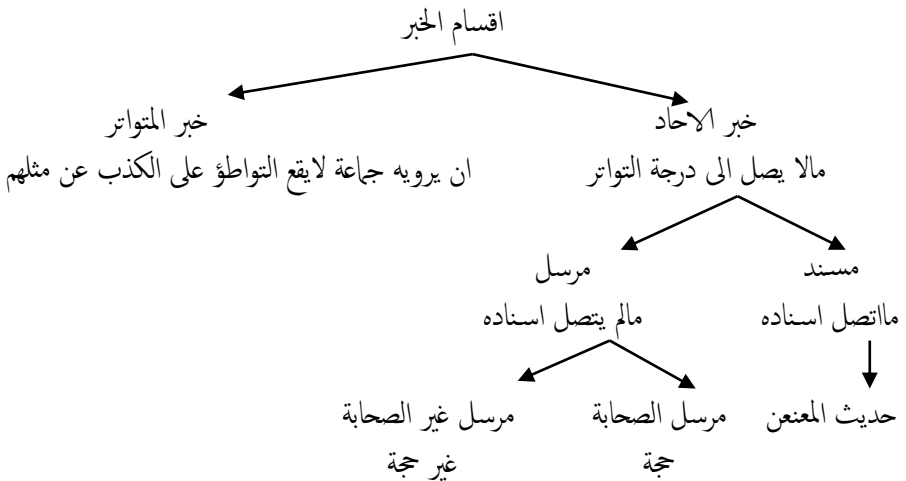 اقسام الخبر
خبر الاحاد
خبر المتواتر
مالا يصل الى درجة التواتر
ان يرويه جماعة لايقع التواطؤ على الكذب عن مثلهم
مسند
مرسل
مااتصل اسناده
مالم يتصل اسناده
حديث المعنعن
مرسل الصحابة
مرسل غير الصحابة
حجة
غير حجة